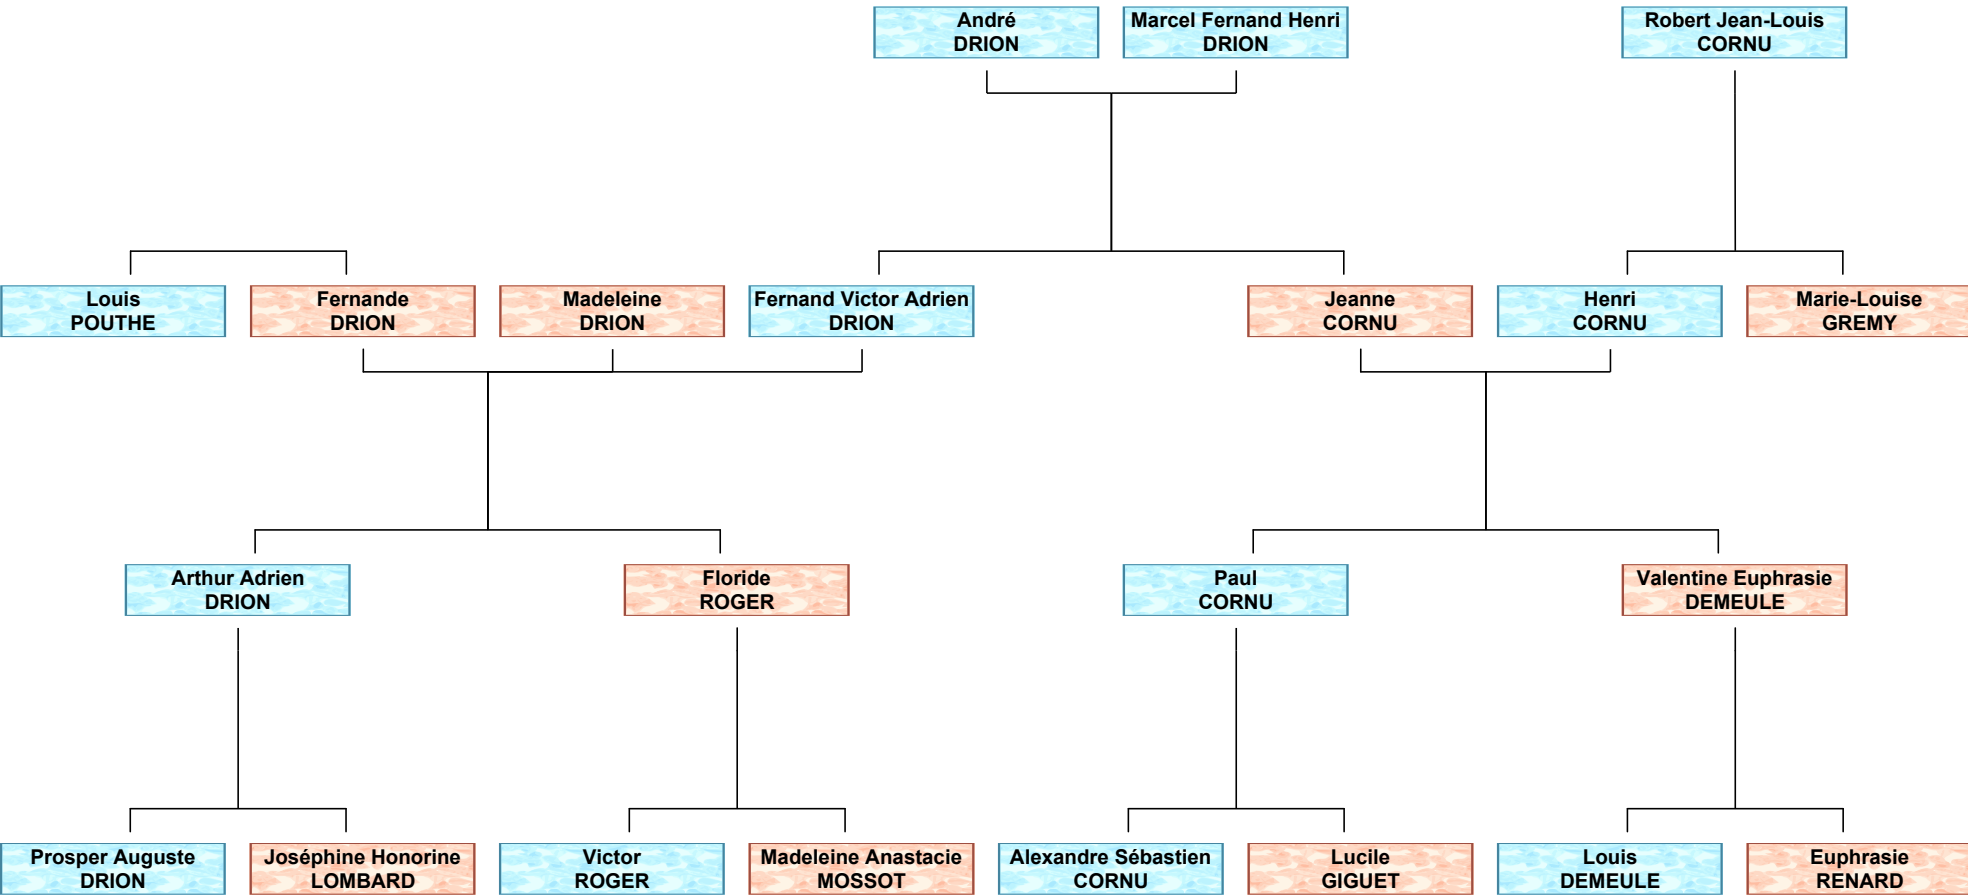 André
DRION
Marcel Fernand Henri
DRION
Robert Jean-Louis
CORNU
Louis
POUTHE
Fernande
DRION
Madeleine
DRION
Fernand Victor Adrien
DRION
Jeanne
CORNU
Henri
CORNU
Marie-Louise
GREMY
Arthur Adrien
DRION
Floride
ROGER
Paul
CORNU
Valentine Euphrasie
DEMEULE
Prosper Auguste
DRION
Joséphine Honorine
LOMBARD
Victor
ROGER
Madeleine Anastacie
MOSSOT
Alexandre Sébastien
CORNU
Lucile
GIGUET
Louis
DEMEULE
Euphrasie
RENARD